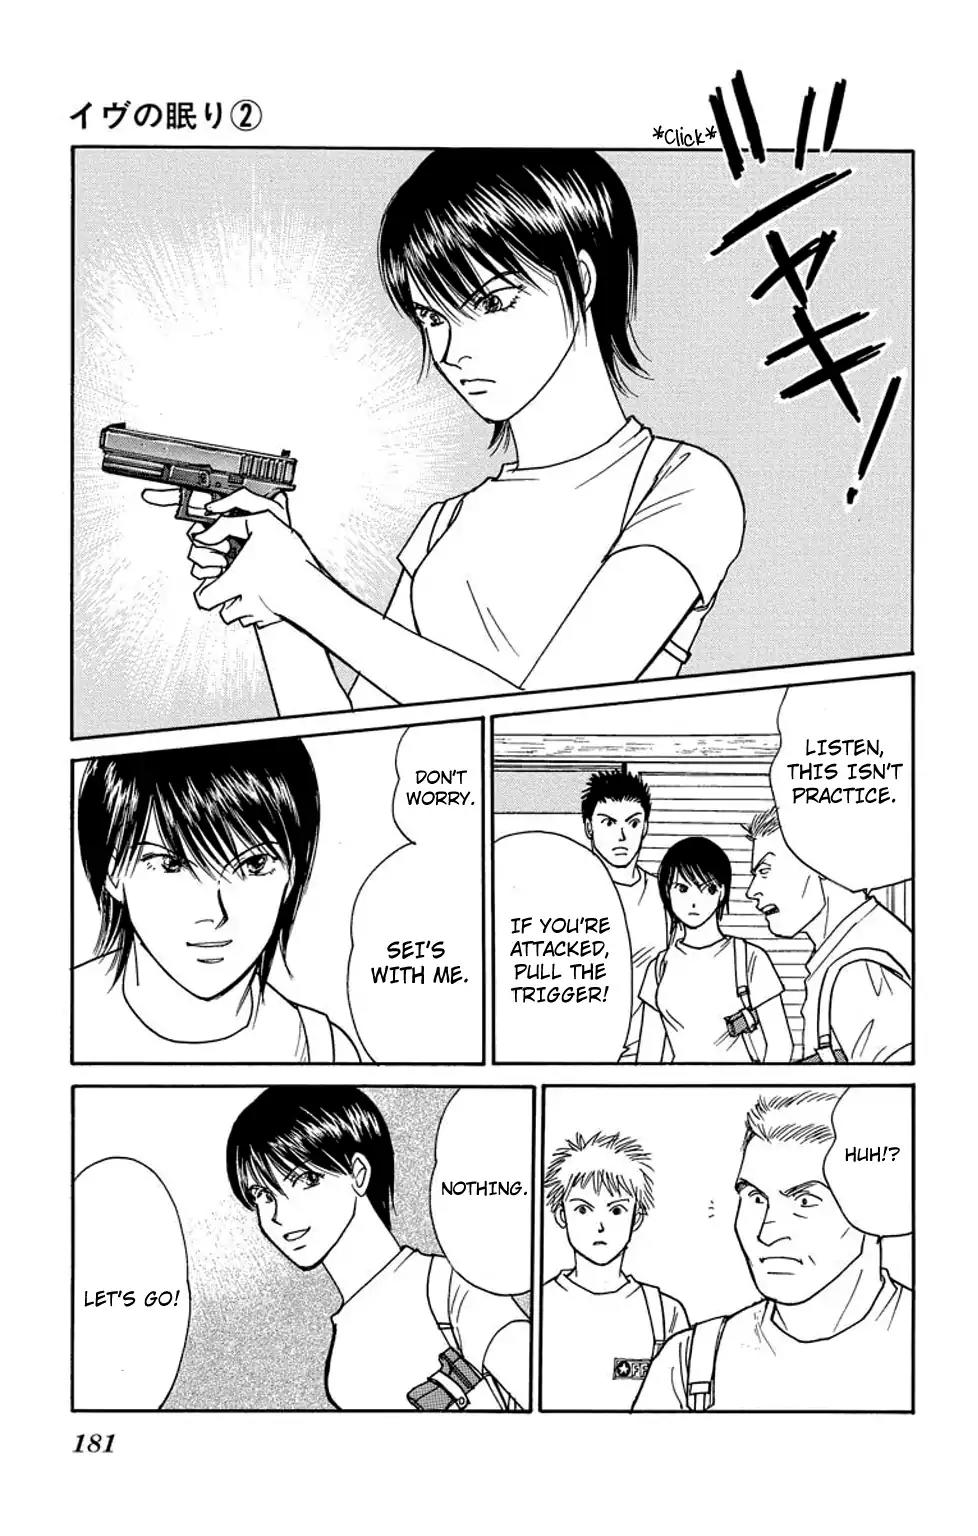 イヴの眠り②
*Click*
ジャキ!
LISTEN,
THIS ISN'T
PRACTICE.
IF YOU'RE
ATTACKED,
PULL THE
TRIGGER!
DON'T
WORRY.
SEI'S
WITH ME.
HUH!?
FF
NOTHING.
LET'S GO!
181